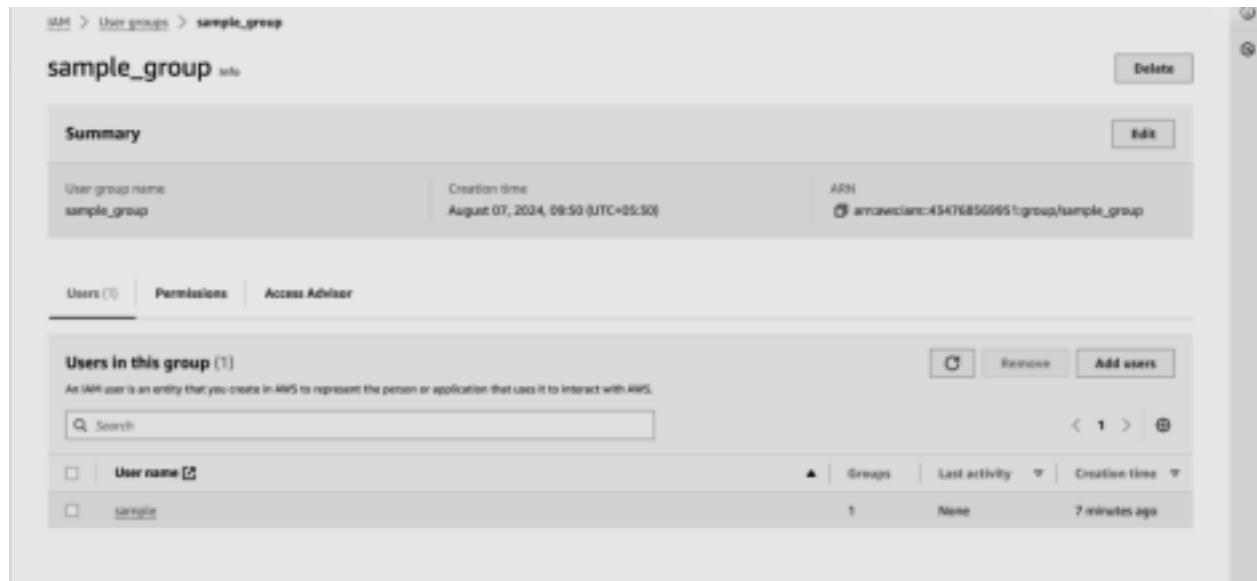 IAM > User groups > sample_group
sample_group Info
Delete
Summary
Edit
User group name
sample_group
Creation time
August 07, 2024, 09:50 (UTC+05:30)
ARN
arn:aws:iam::454768569951:group/sample_group
Users (1)
Permissions
Access Advisor
Users in this group (1)
Remove
Add users
An IAM user is an entity that you create in AWS to represent the person or application that uses it to interact with AWS.
Search
1
User name
Groups
Last activity
Creation time
sample
1
None
7 minutes ago